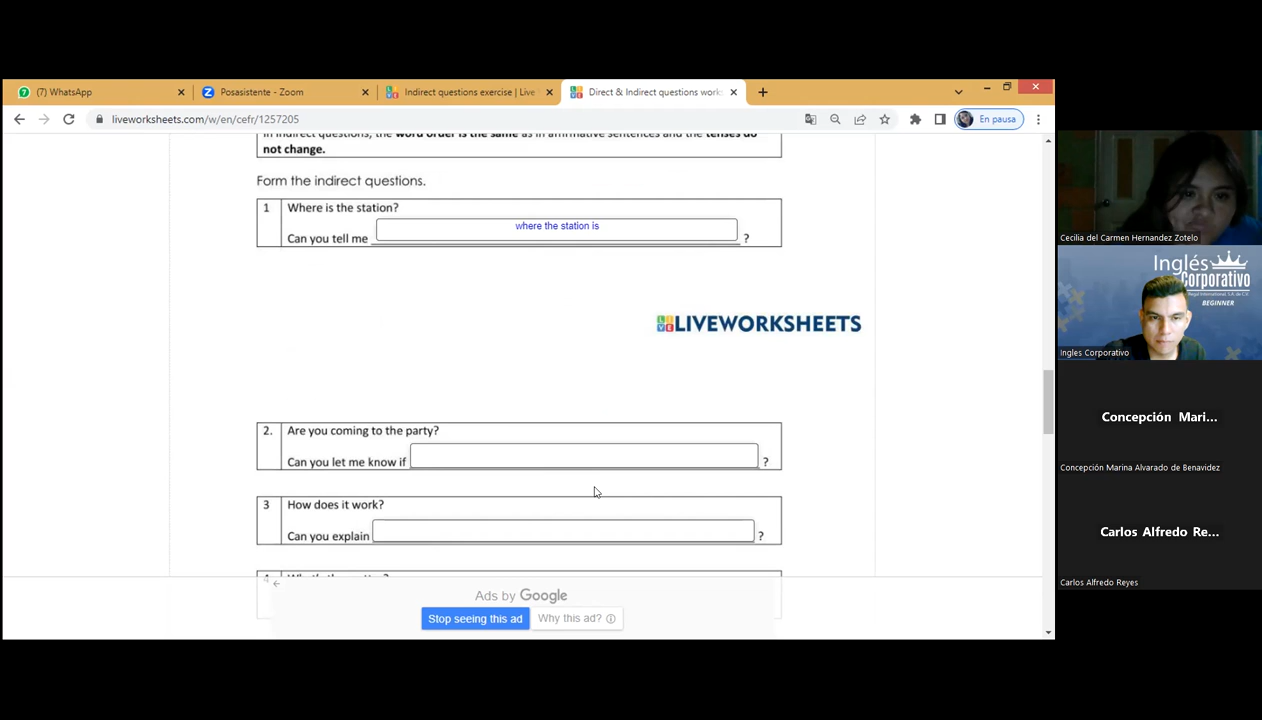 (7) WhatsApp
Posasistente - Zoom
Indirect questions exercise | Live
Direct & Indirect questions work
liveworksheets.com/w/en/cefr/1257205
En pausa
In indirect questions, the word order is the same as in affirmative sentences and the tenses do
not change.
Form the indirect questions.
1 Where is the station?
where the station is
Can you tell me ?
LIVE LIVEWORKSHEETS
2. Are you coming to the party?
Can you let me know if ?
3 How does it work?
Can you explain ?
Ads by Google
Stop seeing this ad
Why this ad?
Cecilia del Carmen Hernandez Zotelo
Inglés
Corporativo
BEGINNER
Ingles Corporativo
Concepción Mari...
Concepción Marina Alvarado de Benavidez
Carlos Alfredo Re...
Carlos Alfredo Reyes